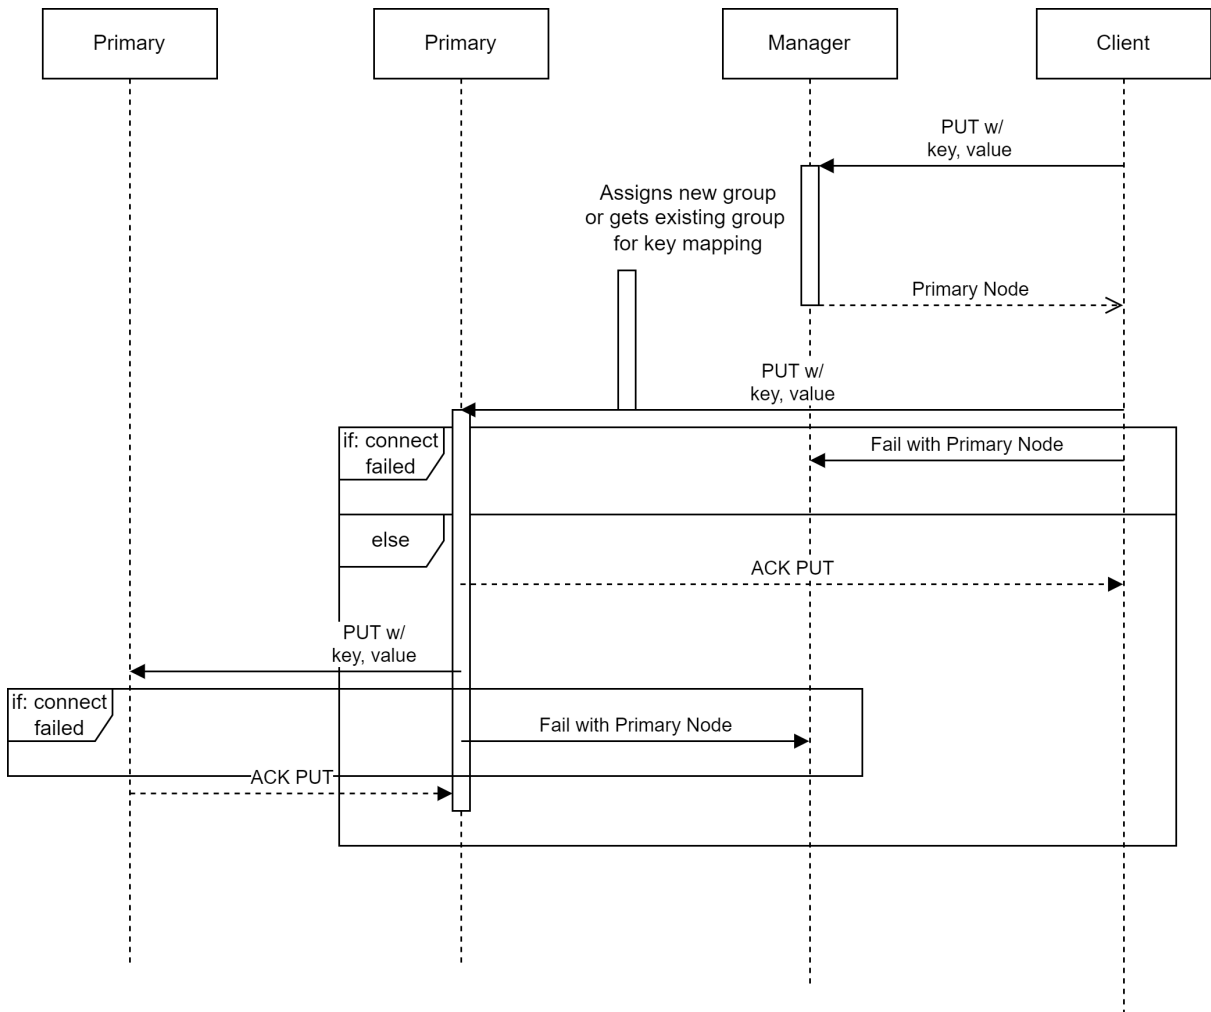 Primary
Primary
Manager
Client
PUT w/
key, value
Assigns new group
or gets existing group
for key mapping
Primary Node
PUT w/
key, value
if: connect
failed
Fail with Primary Node
else
ACK PUT
PUT w/
key, value
if: connect
failed
Fail with Primary Node
ACK PUT